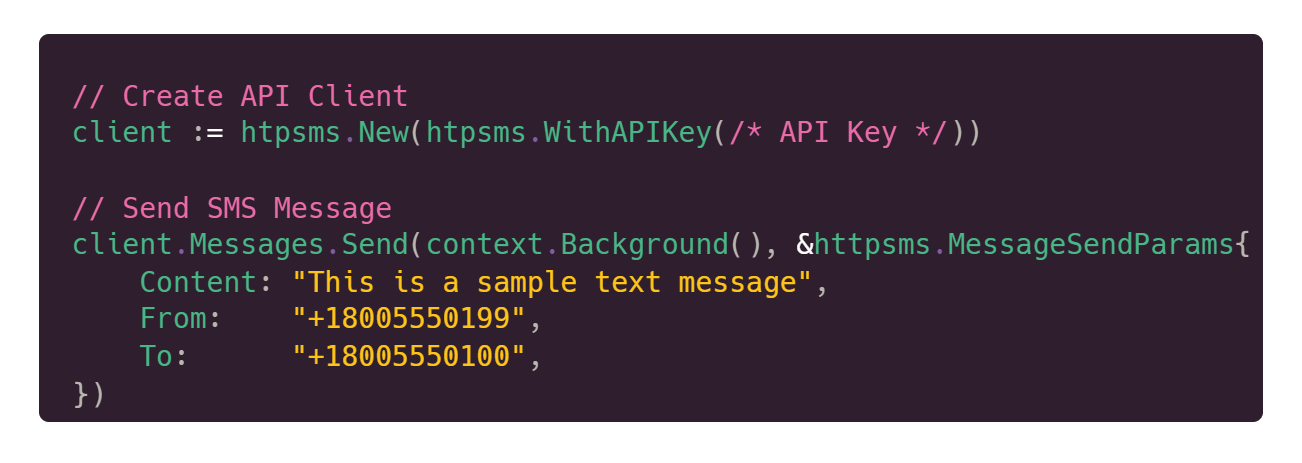 // Create API Client
client := htpsms.New(htpsms.WithAPIKey(/* API Key */))
// Send SMS Message
client.Messages.Send(context.Background(), &httpsms.MessageSendParams{
    Content: "This is a sample text message",
    From:    "+18005550199",
    To:      "+18005550100",
})